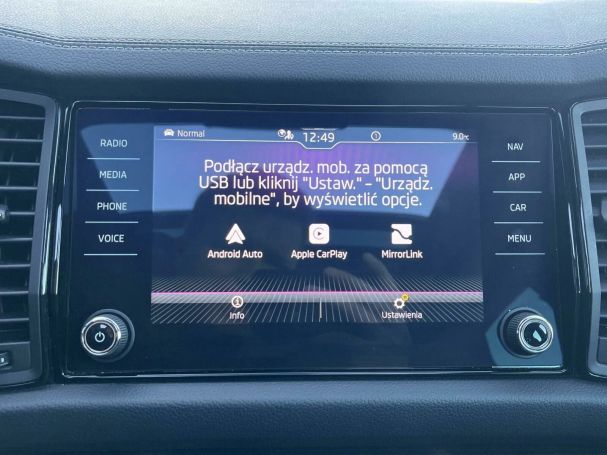 RADIO
MEDIA
PHONE
VOICE
Normal
12:49
9.0°C
Podłącz urządz. mob. za pomocą
USB lub kliknij "Ustaw." - "Urządz.
mobilne", by wyświetlić opcje.
Android Auto
Apple CarPlay
MirrorLink
Info
Ustawienia
NAV
APP
CAR
MENU